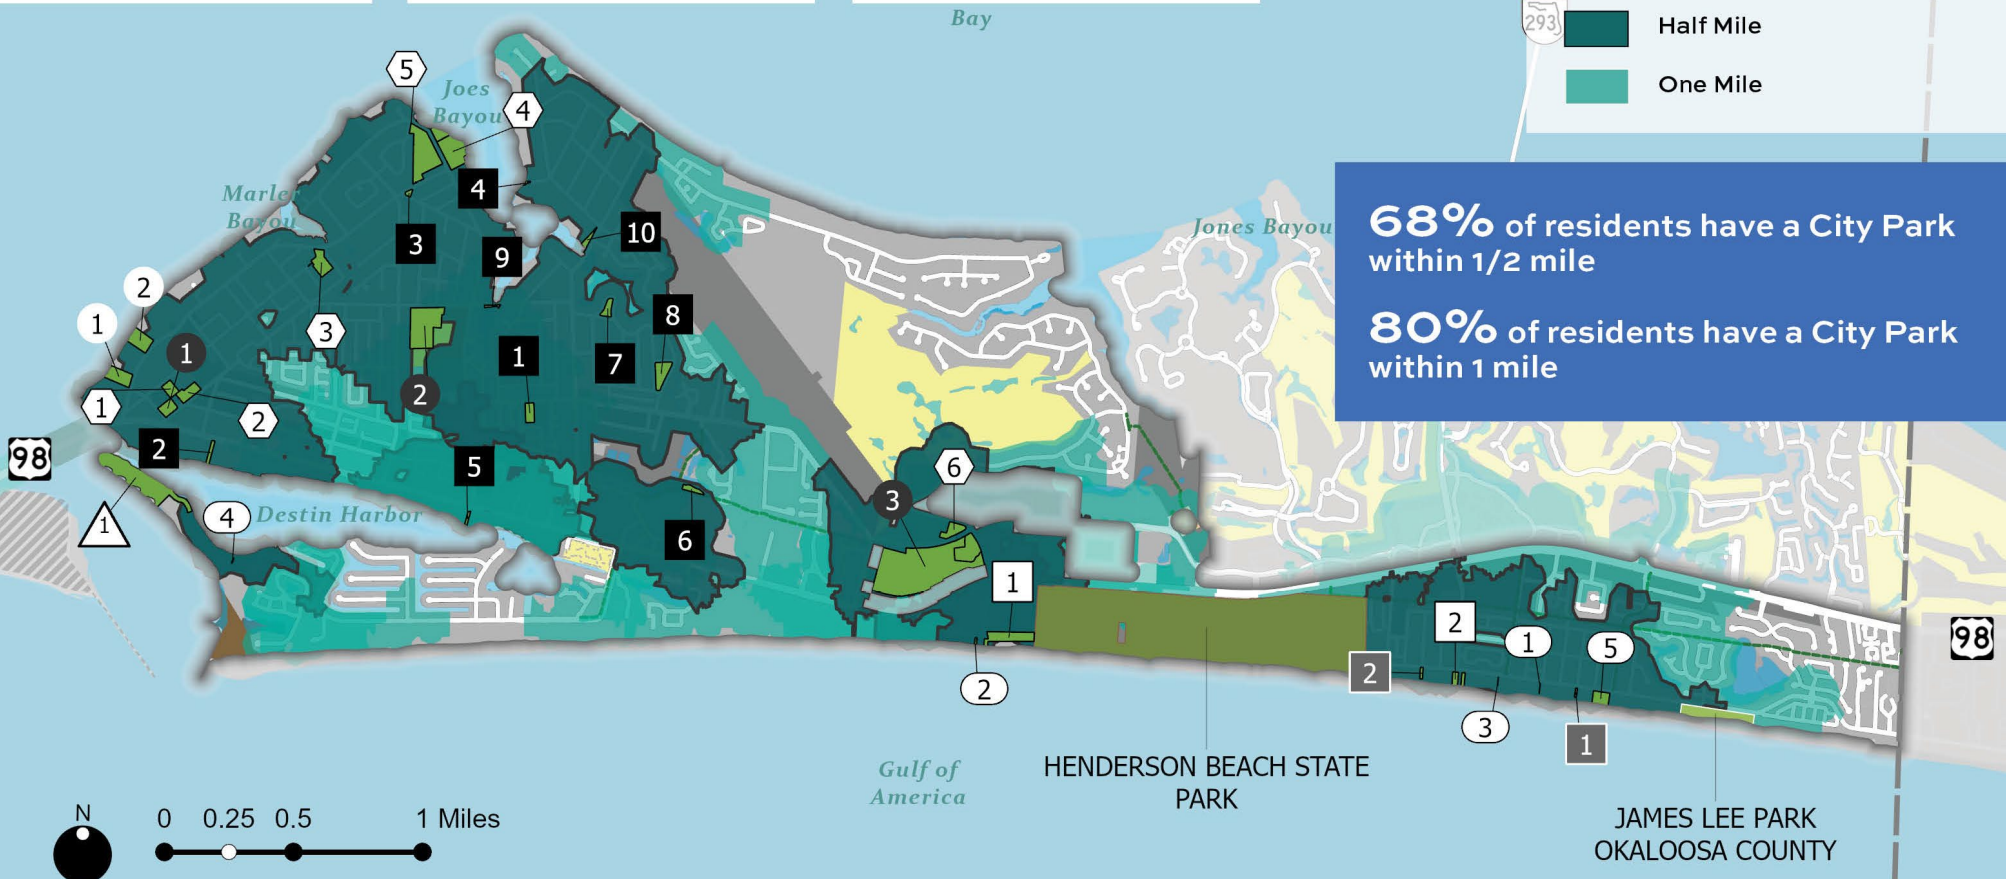 Bay
293
Half Mile
One Mile
5
Joes
Bayou
4
68% of residents have a City Park
within 1/2 mile
80% of residents have a City Park
within 1 mile
Marler
Bayou
4
3
10
9
Jones Bayou
2
1
1
3
8
1
7
2
1
2
2
98
5
6
3
1
4
Destin Harbor
6
1
2
1
5
98
2
2
3
1
HENDERSON BEACH STATE
PARK
Gulf of
America
JAMES LEE PARK
OKALOOSA COUNTY
N
0 0.25 0.5 1 Miles